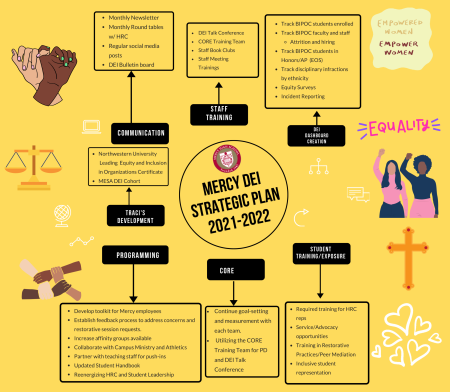 Monthly Newsletter
Monthly Round tables
w/ HRC
Regular social media
posts
DEI Bulletin board
DEI Talk Conference
CORE Training Team
Staff Book Clubs
Staff Meeting
Trainings
Track BIPOC students enrolled
Track BIPOC faculty and staff
Attrition and hiring
Track BIPOC students in
Honors/AP (EOS)
Track disciplinary infractions
by ethnicity
Equity Surveys
Incident Reporting
EMPOWERED
WOMEN
EMPOWER
WOMEN
STAFF
TRAINING
COMMUNICATION
DEI
DASHBOARD
CREATION
EQUALITY
Northwestern University
Leading Equity and Inclusion
in Organizations Certificate
MESA DEI Cohort
MERCY DEI
STRATEGIC PLAN
2021-2022
TRACI'S
DEVELOPMENT
PROGRAMMING
CORE
STUDENT
TRAINING/EXPOSURE
Develop toolkit for Mercy employees
Establish feedback process to address concerns and
restorative session requests.
Increase affinity groups available
Collaborate with Campus Ministry and Athletics
Partner with teaching staff for push-ins
Updated Student Handbook
Reenergizing HRC and Student Leadership
Continue goal-setting
and measurement with
each team.
Utilizing the CORE
Training Team for PD
and DEI Talk
Conference
Required training for HRC
reps
Service/Advocacy
opportunities
Training in Restorative
Practices/Peer Mediation
Inclusive student
representation